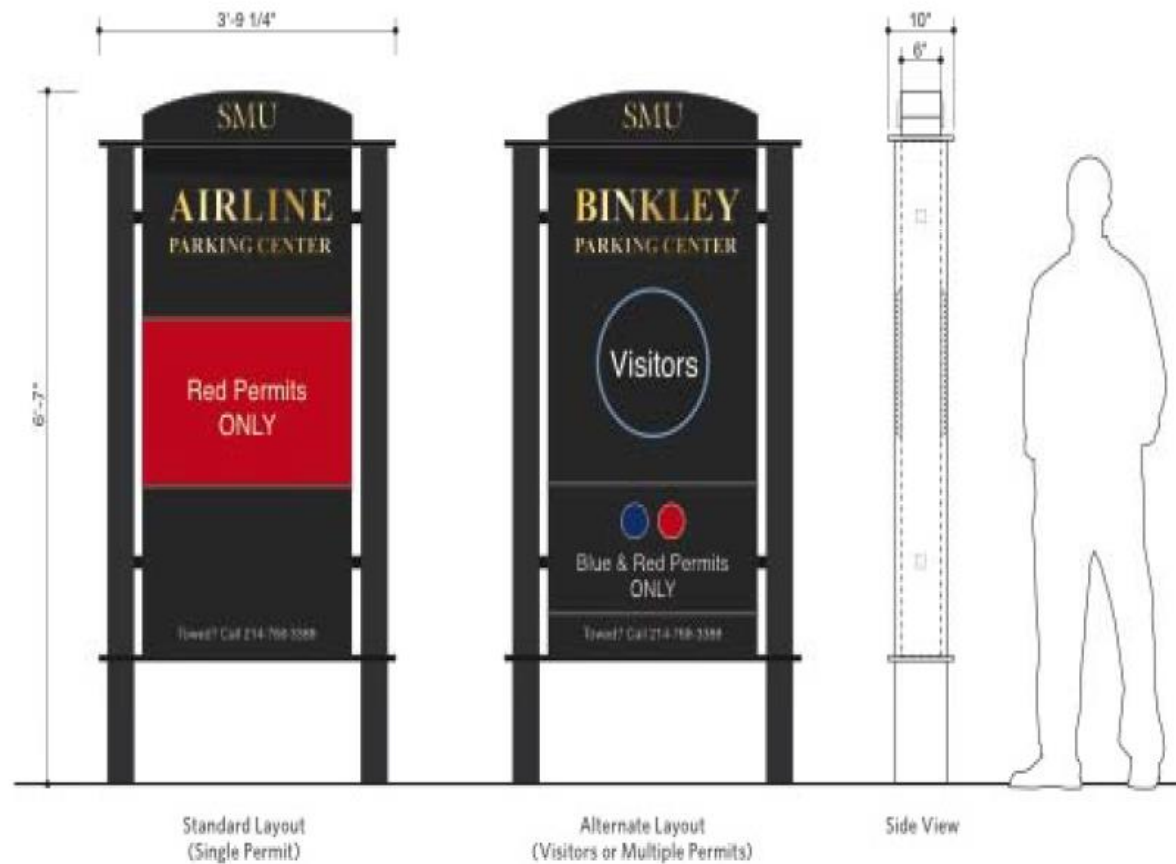 3'-9 1/4"
10"
6"
6'-7"
SMU
AIRLINE
PARKING CENTER
Red Permits
ONLY
Towed? Call 214-768-3388
SMU
BINKLEY
PARKING CENTER
Visitors
Blue & Red Permits
ONLY
Towed? Call 214-768-3388
Standard Layout
(Single Permit)
Alternate Layout
(Visitors or Multiple Permits)
Side View